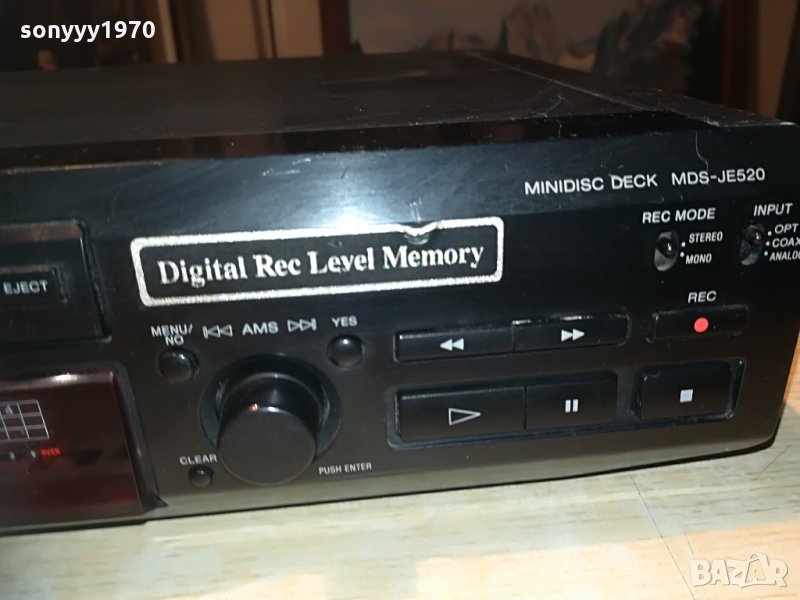 sonyyy1970
MINIDISC DECK MDS-JE520
REC MODE
STEREO
MONO
INPUT
OPT
COAX
ANALOG
Digital Rec Level Memory
EJECT
MENU/
NO
AMS
YES
REC
CLEAR
PUSH ENTER
OVER
BAZAR